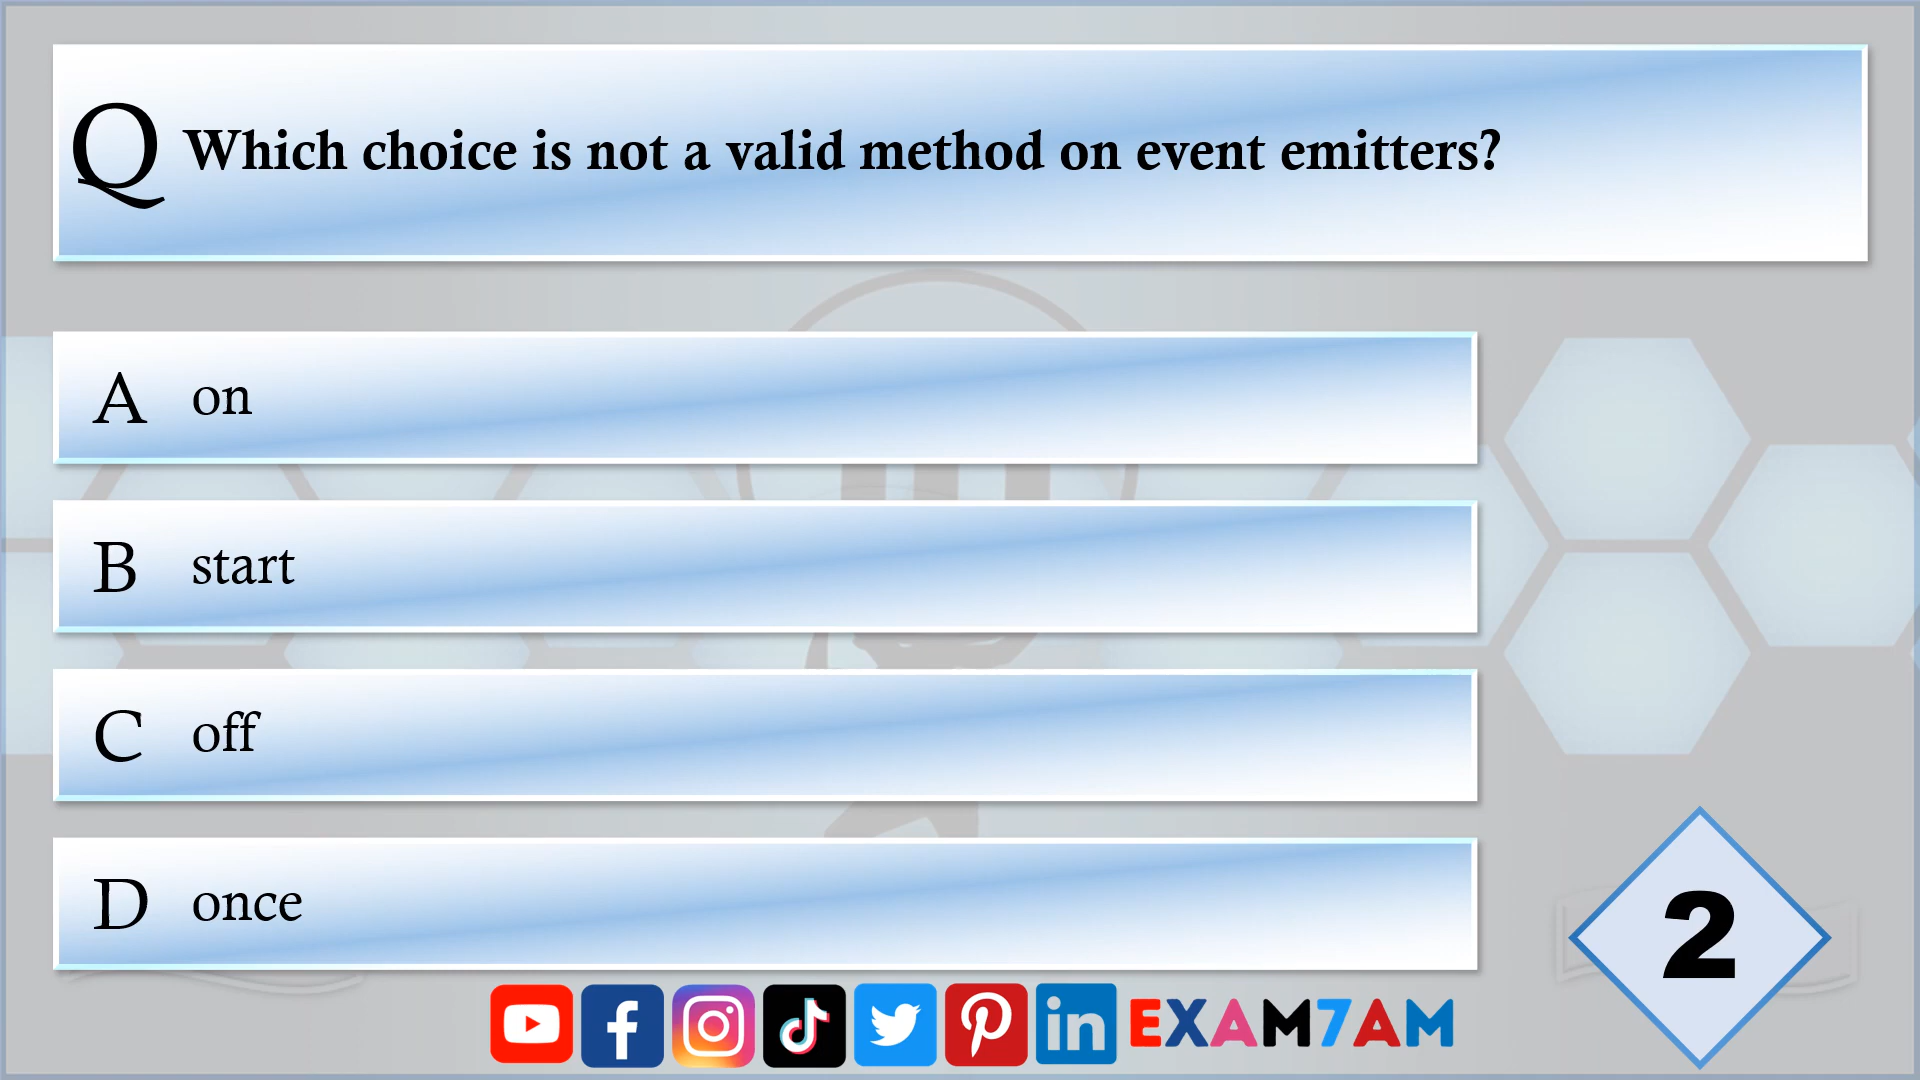 Q Which choice is not a valid method on event emitters?
A on
B start
C off
D once
2
EXAM7AM